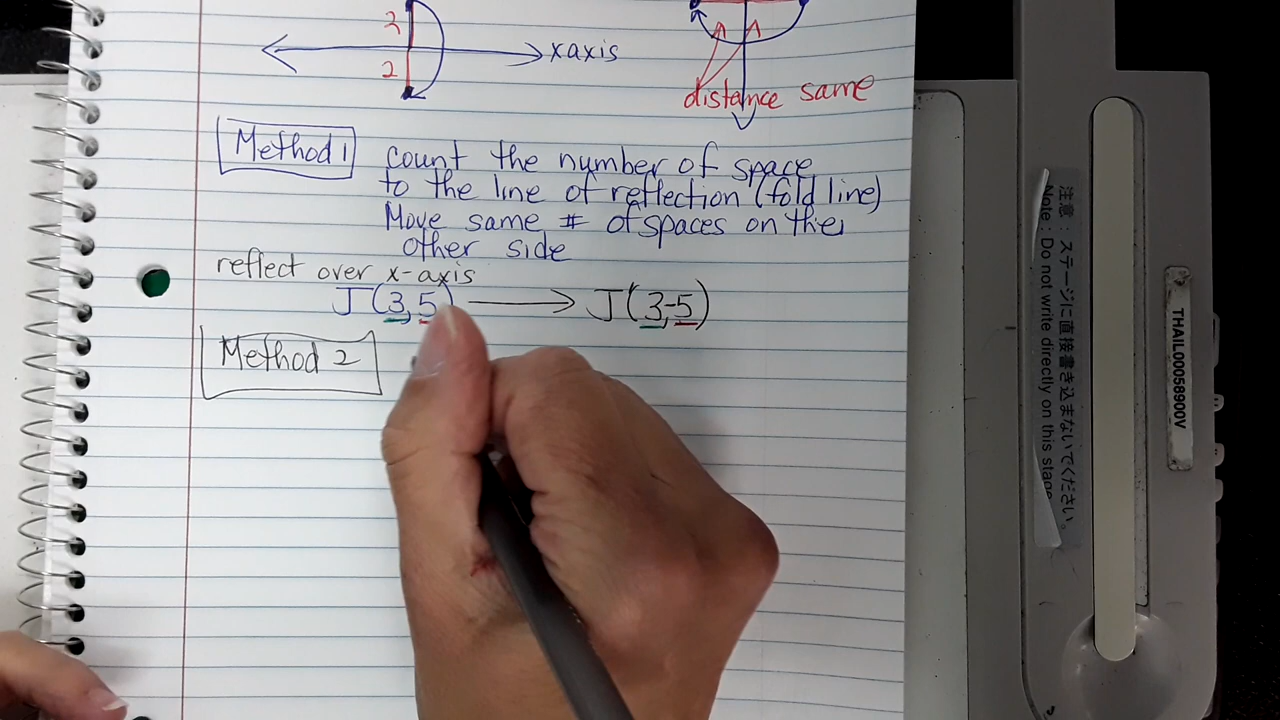 2
2
xaxis
distance same
Method 1
count the number of space
to the line of reflection (fold line)
Move same # of spaces on the
other side
reflect over x-axis
J(3,5) → J(3,-5)
Method 2
注意：ステージに直接書き込まないでください。
Note : Do not write directly on this stage
THAIL00058900V